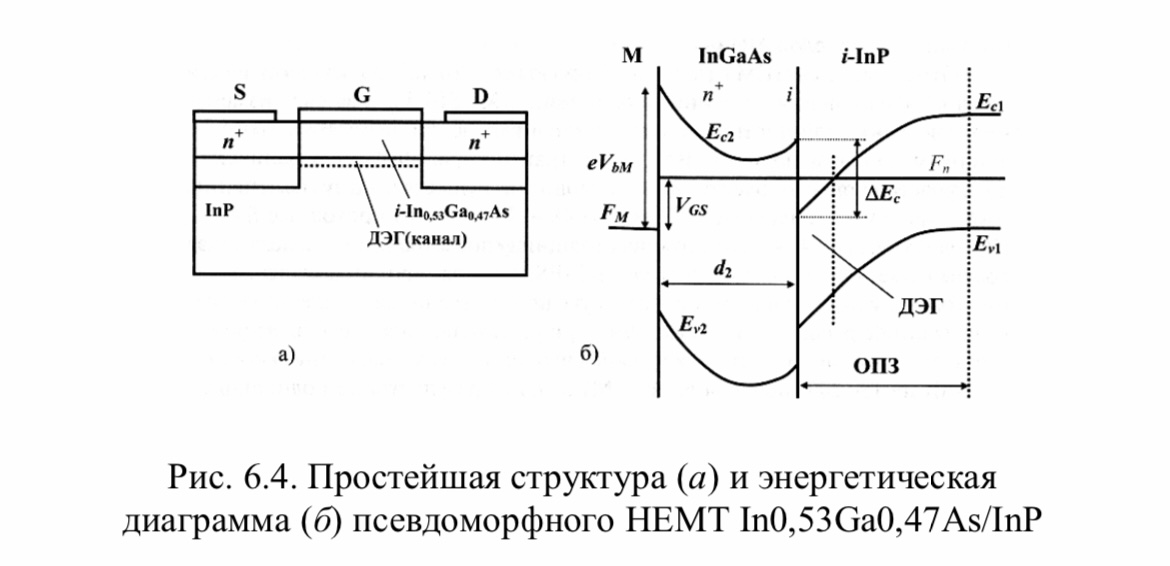 S G D
n+ n+
InP
i-In0,53Ga0,47As
ДЭГ(канал)
а)
M InGaAs i-InP
n+ i
Ec1
Ec2
eVbM
Fn
ΔEc
FM
VGS
Ev1
d2
ДЭГ
Ev2
ОПЗ
б)
Рис. 6.4. Простейшая структура (а) и энергетическая
диаграмма (б) псевдоморфного HEMT In0,53Ga0,47As/InP